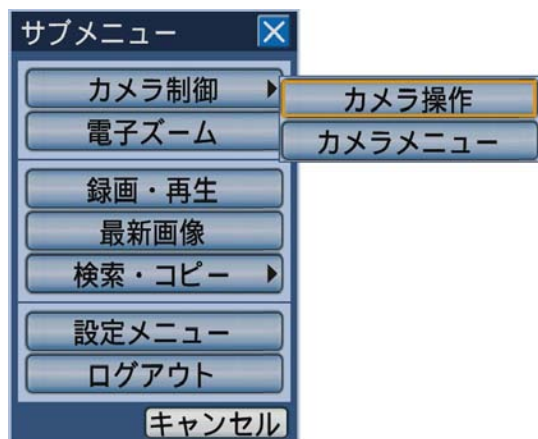 サブメニュー
カメラ制御
カメラ操作
電子ズーム
カメラメニュー
録画・再生
最新画像
検索・コピー
設定メニュー
ログアウト
キャンセル